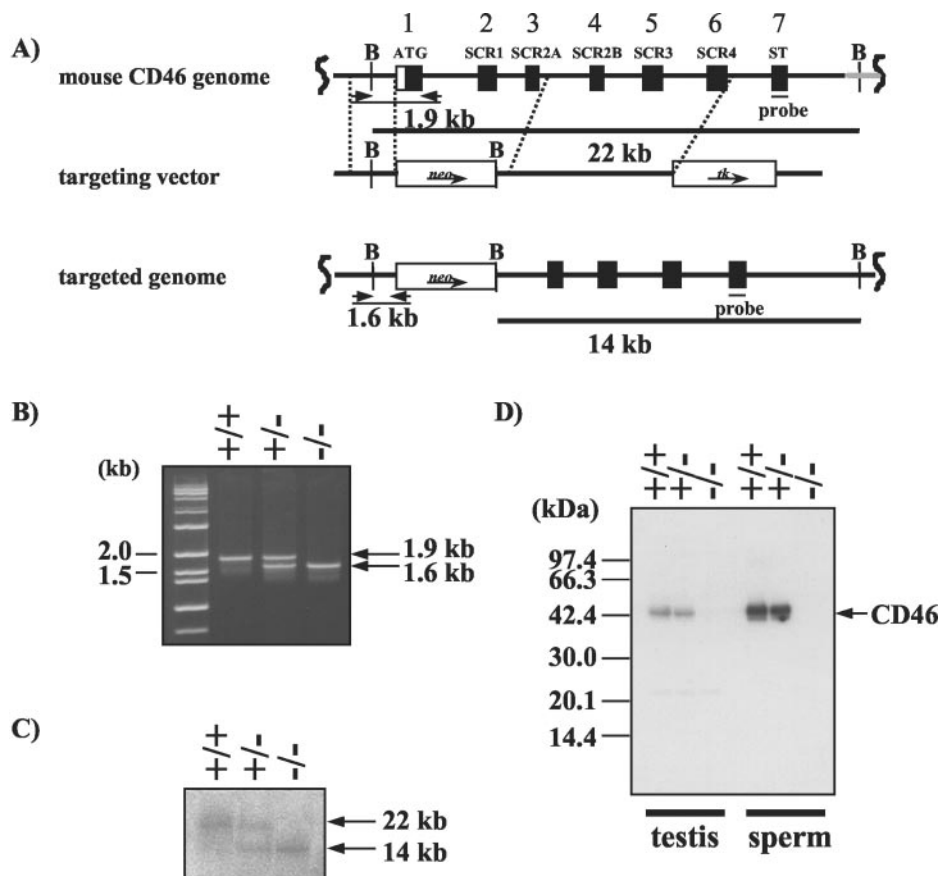 A)
1 2 3 4 5 6 7
B ATG SCR1 SCR2A SCR2B SCR3 SCR4 ST B
mouse CD46 genome
probe
1.9 kb
22 kb
B B
targeting vector
neo tk
B B B
targeted genome
neo
probe
1.6 kb
14 kb
B)
+/+ +/- -/-
(kb)
2.0
1.5
1.9 kb
1.6 kb
C)
+/+ +/- -/-
22 kb
14 kb
D)
+/+ +/- -/- +/+ +/- -/-
(kDa)
97.4
66.3
42.4
30.0
20.1
14.4
CD46
testis sperm